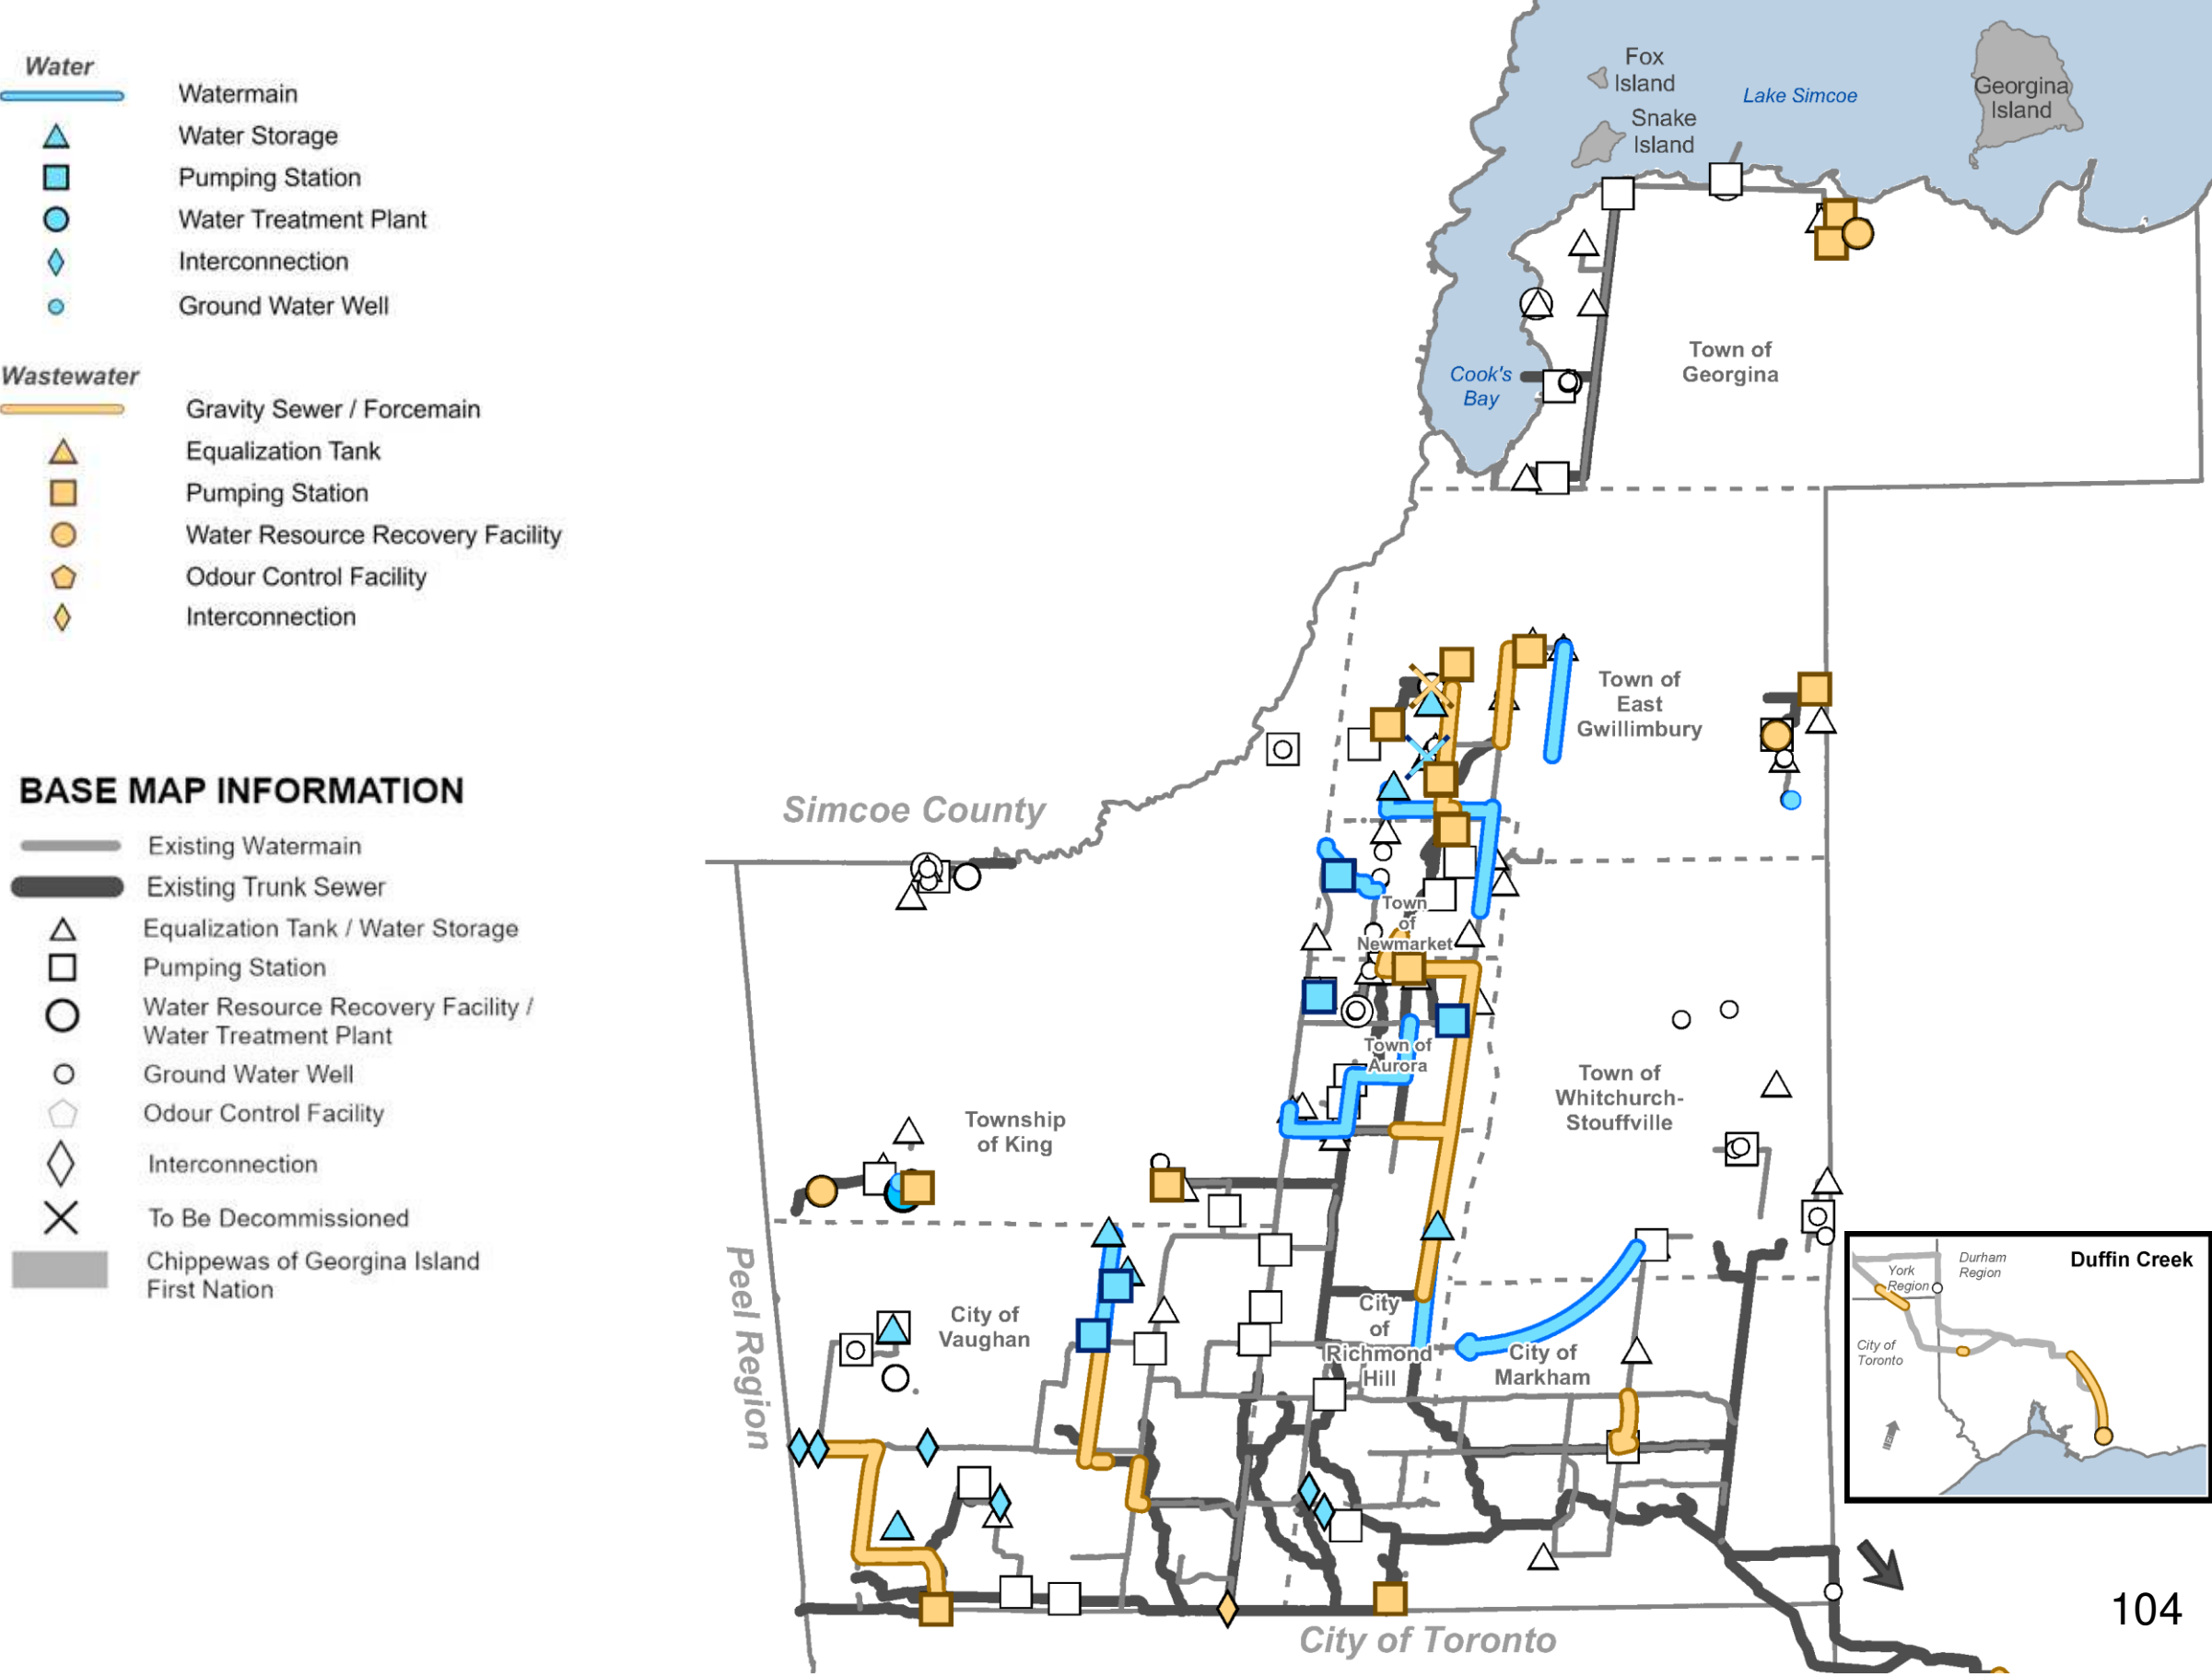 Water
Watermain
Water Storage
Pumping Station
Water Treatment Plant
Interconnection
Ground Water Well
Wastewater
Gravity Sewer / Forcemain
Equalization Tank
Pumping Station
Water Resource Recovery Facility
Odour Control Facility
Interconnection
BASE MAP INFORMATION
Existing Watermain
Existing Trunk Sewer
Equalization Tank / Water Storage
Pumping Station
Water Resource Recovery Facility /
Water Treatment Plant
Ground Water Well
Odour Control Facility
Interconnection
To Be Decommissioned
Chippewas of Georgina Island
First Nation
Fox
Island
Snake
Island
Lake Simcoe
Georgina
Island
Cook's
Bay
Town of
Georgina
Town of
East
Gwillimbury
Simcoe County
Town
of
Newmarket
Town of
Aurora
Town of
Whitchurch-
Stouffville
Township
of King
Peel Region
City of
Vaughan
City
of
Richmond
Hill
City of
Markham
York
Region
Durham
Region
Duffin Creek
City of
Toronto
City of Toronto
104